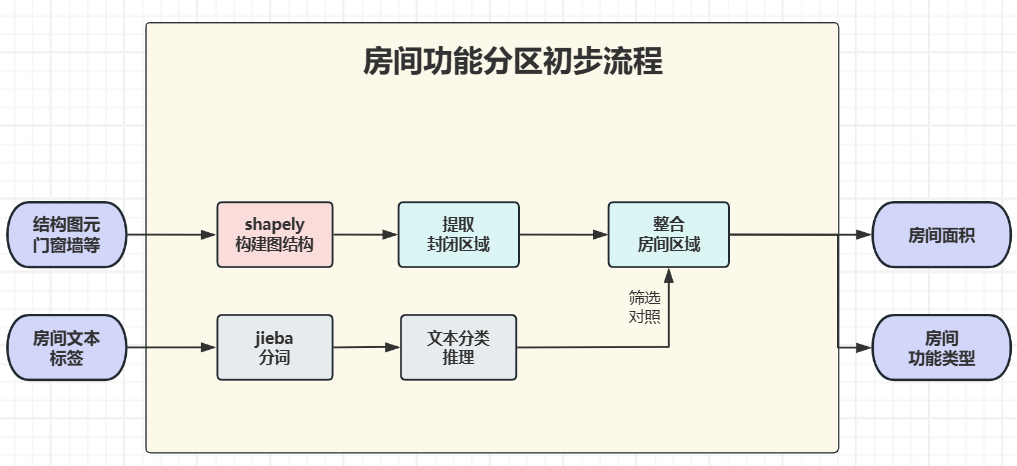 房间功能分区初步流程
结构图元
门窗墙等
shapely
构建图结构
提取
封闭区域
整合
房间区域
房间面积
筛选
对照
房间文本
标签
jieba
分词
文本分类
推理
房间
功能类型